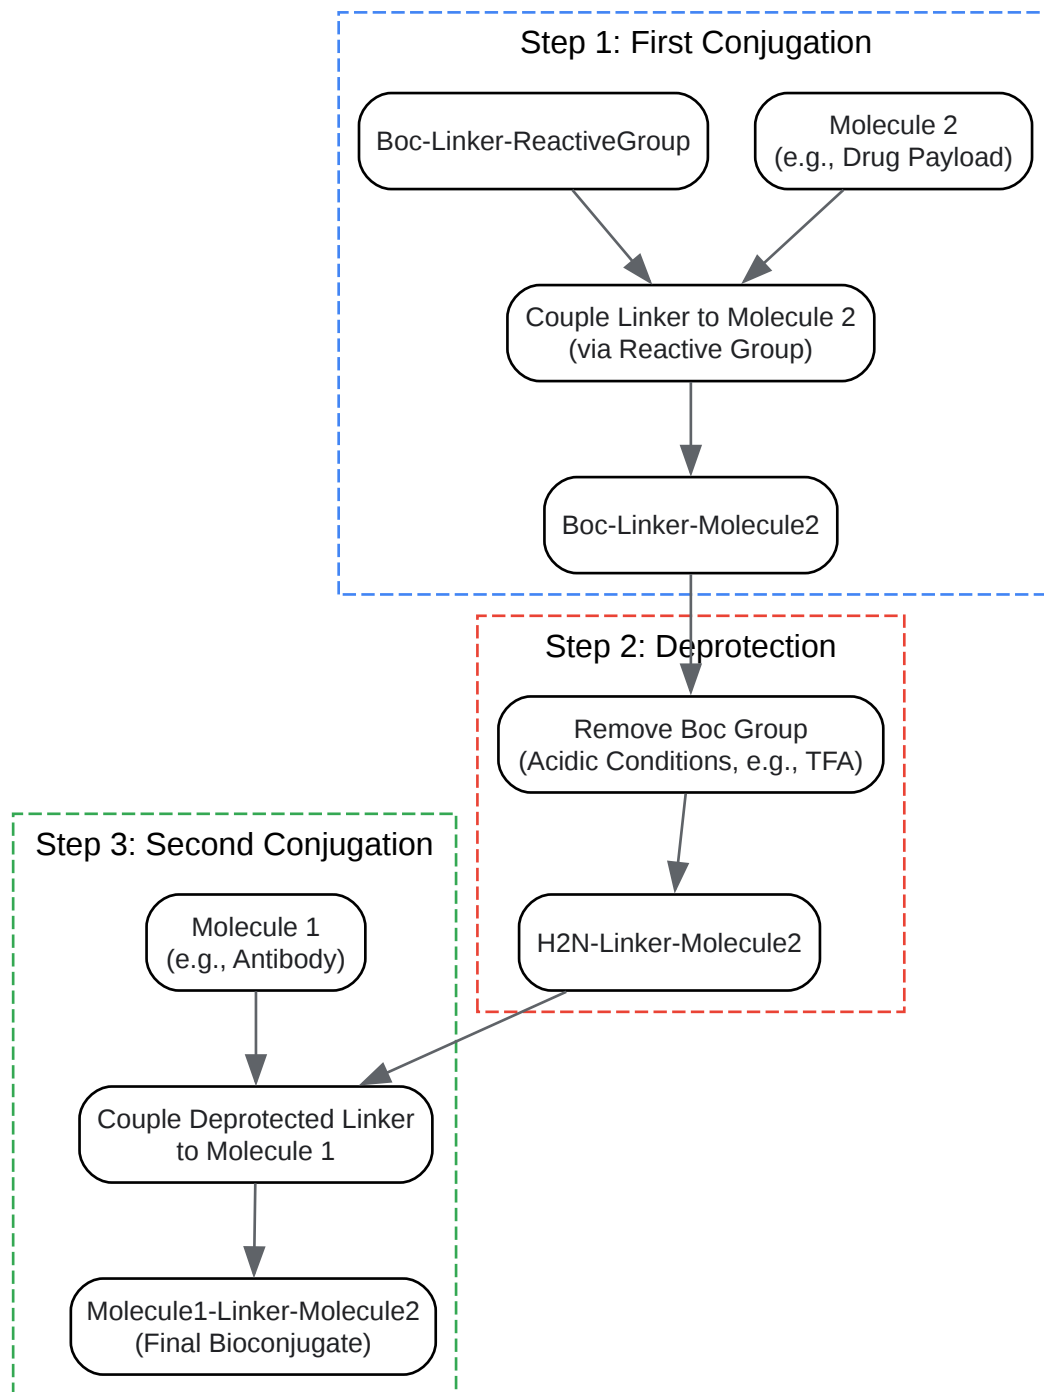 Step 1: First Conjugation
Boc-Linker-ReactiveGroup
Molecule 2
(e.g., Drug Payload)
Couple Linker to Molecule 2
(via Reactive Group)
Boc-Linker-Molecule2
Step 2: Deprotection
Remove Boc Group
(Acidic Conditions, e.g., TFA)
H2N-Linker-Molecule2
Step 3: Second Conjugation
Molecule 1
(e.g., Antibody)
Couple Deprotected Linker
to Molecule 1
Molecule1-Linker-Molecule2
(Final Bioconjugate)